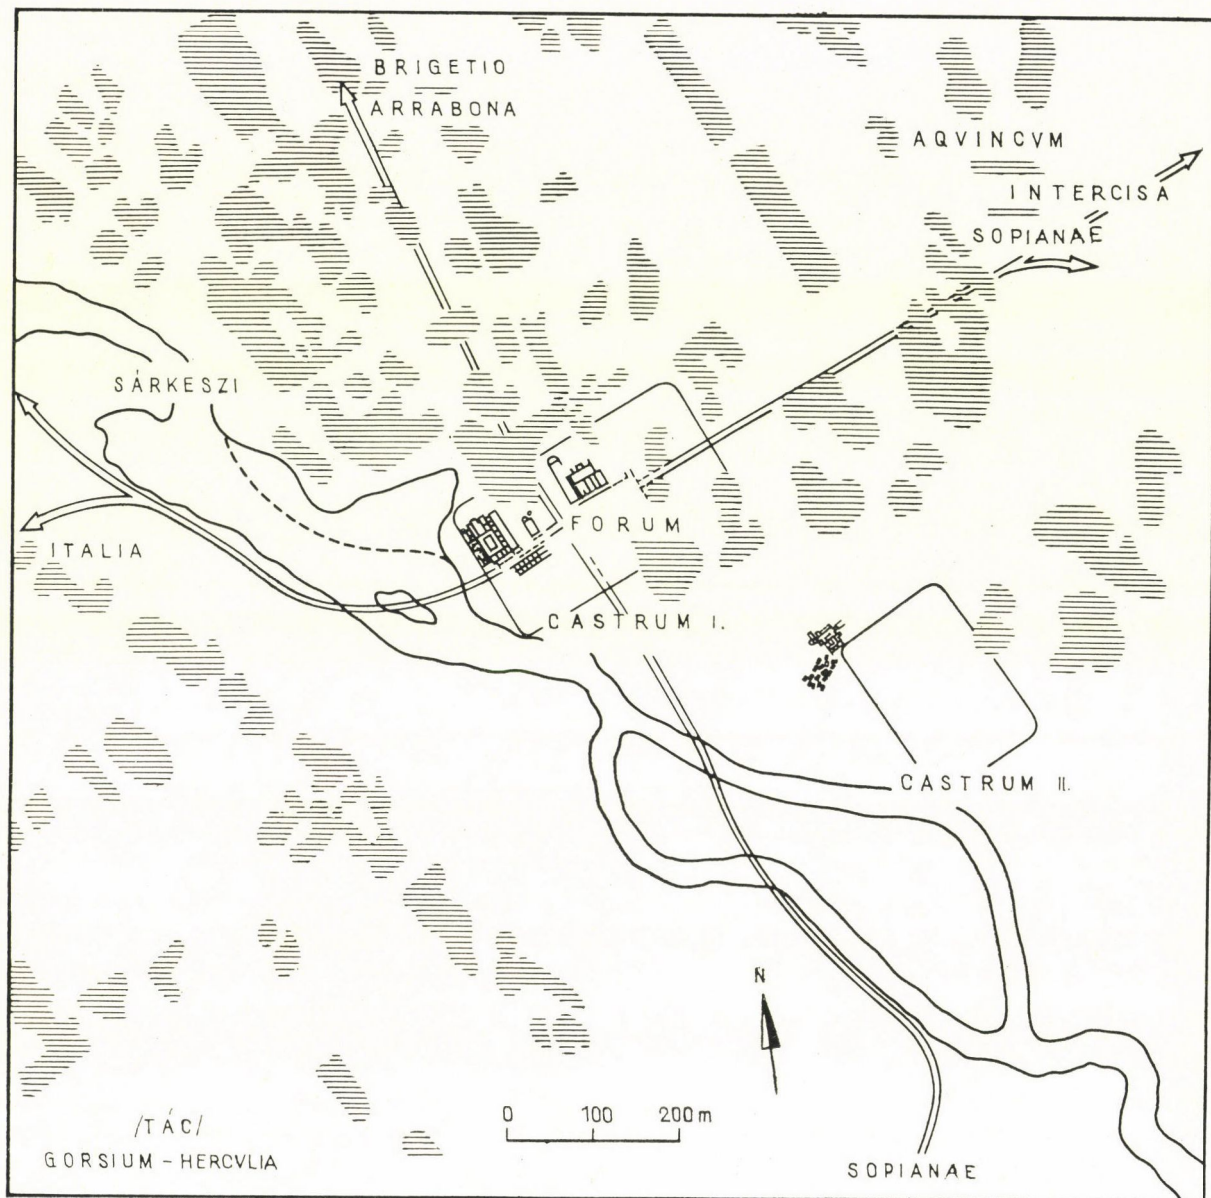 BRIGETIO
ARRABONA
AQVINCVM
INTERCISA
SOPIANAE
SÁRKESZI
FORUM
ITALIA
CASTRUM I.
CASTRUM II.
N
0 100 200 m
/TÁC/
GORSIUM - HERCVLIA
SOPIANAE